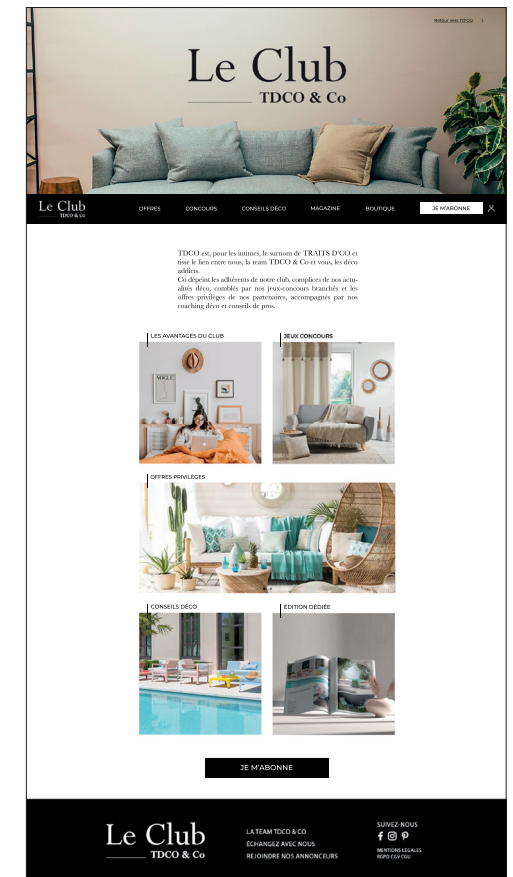 Retour vers TD'CO
Le Club
TDCO & Co
Le Club
TDCO & Co
OFFRES
CONCOURS
CONSEILS DÉCO
MAGAZINE
BOUTIQUE
JE M'ABONNE
TDCO est, pour les intimes, le surnom de TRAITS D'CO et
tisse le lien entre nous, la team TDCO & Co et vous, les déco
addicts.
Co dépeint les adhérents de notre club, complices de nos actu-
alités déco, comblés par nos jeux-concours branchés et les
offres privilèges de nos partenaires, accompagnés par nos
coaching déco et conseils de pros.
LES AVANTAGES DU CLUB
JEUX CONCOURS
VOGUE
OFFRES PRIVILÈGES
CONSEILS DÉCO
ÉDITION DÉDIÉE
JE M'ABONNE
Le Club
TDCO & Co
LA TEAM TDCO & CO
ÉCHANGEZ AVEC NOUS
REJOINDRE NOS ANNONCEURS
SUIVEZ-NOUS
MENTIONS LEGALES
RGPD CGV CGU